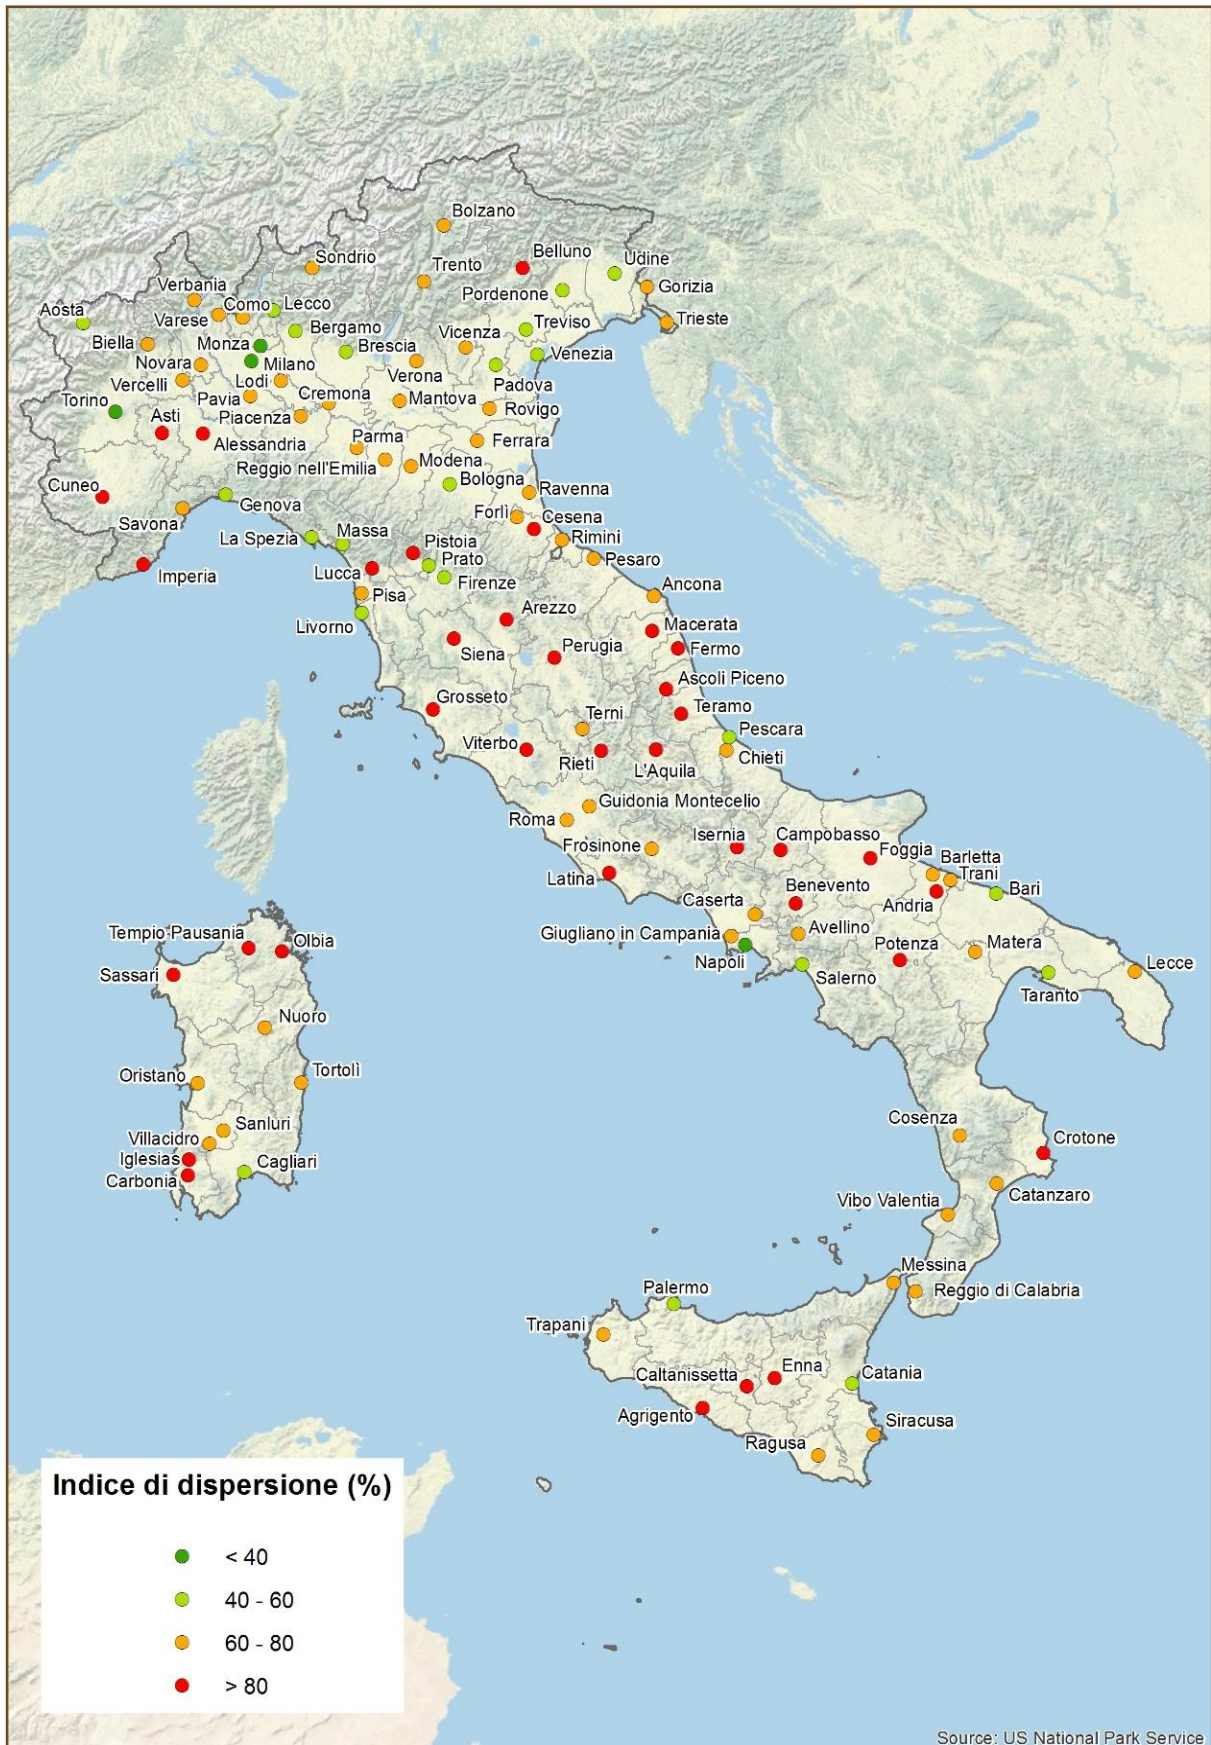 Bolzano
Sondrio
Belluno
Udine
Trento
Verbania
Pordenone
Gorizia
Como
Lecco
Aosta
Varese
Bergamo
Treviso
Trieste
Vicenza
Biella
Monza
Brescia
Venezia
Novara
Milano
Verona
Vercelli
Lodi
Padova
Torino
Pavia
Cremona
Mantova
Rovigo
Asti
Piacenza
Alessandria
Parma
Ferrara
Reggio nell'Emilia
Modena
Cuneo
Bologna
Genova
Ravenna
Savona
Forlì
Cesena
La Spezia
Massa
Pistoia
Rimini
Prato
Pesaro
Imperia
Lucca
Firenze
Pisa
Ancona
Arezzo
Livorno
Macerata
Siena
Perugia
Fermo
Ascoli Piceno
Grosseto
Terni
Teramo
Pescara
Viterbo
Rieti
L'Aquila
Chieti
Guidonia Montecelio
Roma
Isernia
Campobasso
Frosinone
Foggia
Barletta
Trani
Latina
Benevento
Bari
Caserta
Andria
Tempio Pausania
Olbia
Giugliano in Campania
Avellino
Potenza
Matera
Napoli
Sassari
Salerno
Lecce
Taranto
Nuoro
Oristano
Tortolì
Sanluri
Cosenza
Villacidro
Crotone
Iglesias
Cagliari
Carbonia
Catanzaro
Vibo Valentia
Messina
Palermo
Reggio di Calabria
Trapani
Enna
Caltanissetta
Catania
Agrigento
Siracusa
Ragusa
Indice di dispersione (%)
< 40
40 - 60
60 - 80
> 80
Source: US National Park Service